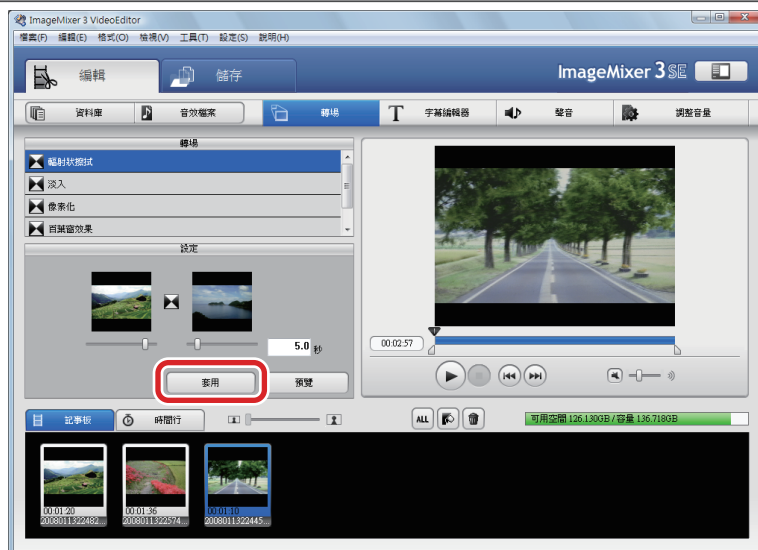 ImageMixer 3 VideoEditor
檔案(F) 編輯(E) 格式(O) 檢視(V) 工具(T) 設定(S) 說明(H)
編輯 儲存 ImageMixer 3 SE
資料庫 音效檔案 轉場 T 字幕編輯器 聲音 調整音量
轉場
輻射狀擦拭
淡入
像素化
百葉窗效果
設定
5.0 秒
套用 預覽
00:02:57
記事板 時間行 ALL 可用空間 126.130GB / 容量 136.718GB
00:01:20 00:01:36 00:01:10
2008011322482... 2008011322574... 2008011322445...